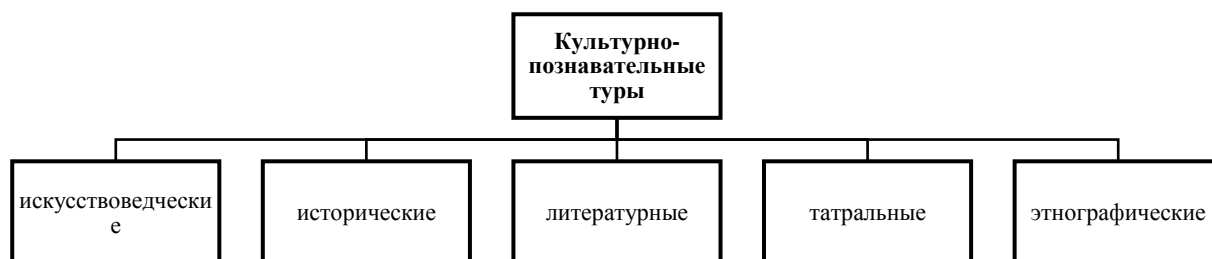 Культурно-
познавательные
туры
искусствоведчески
е
исторические
литературные
татральные
этнографические